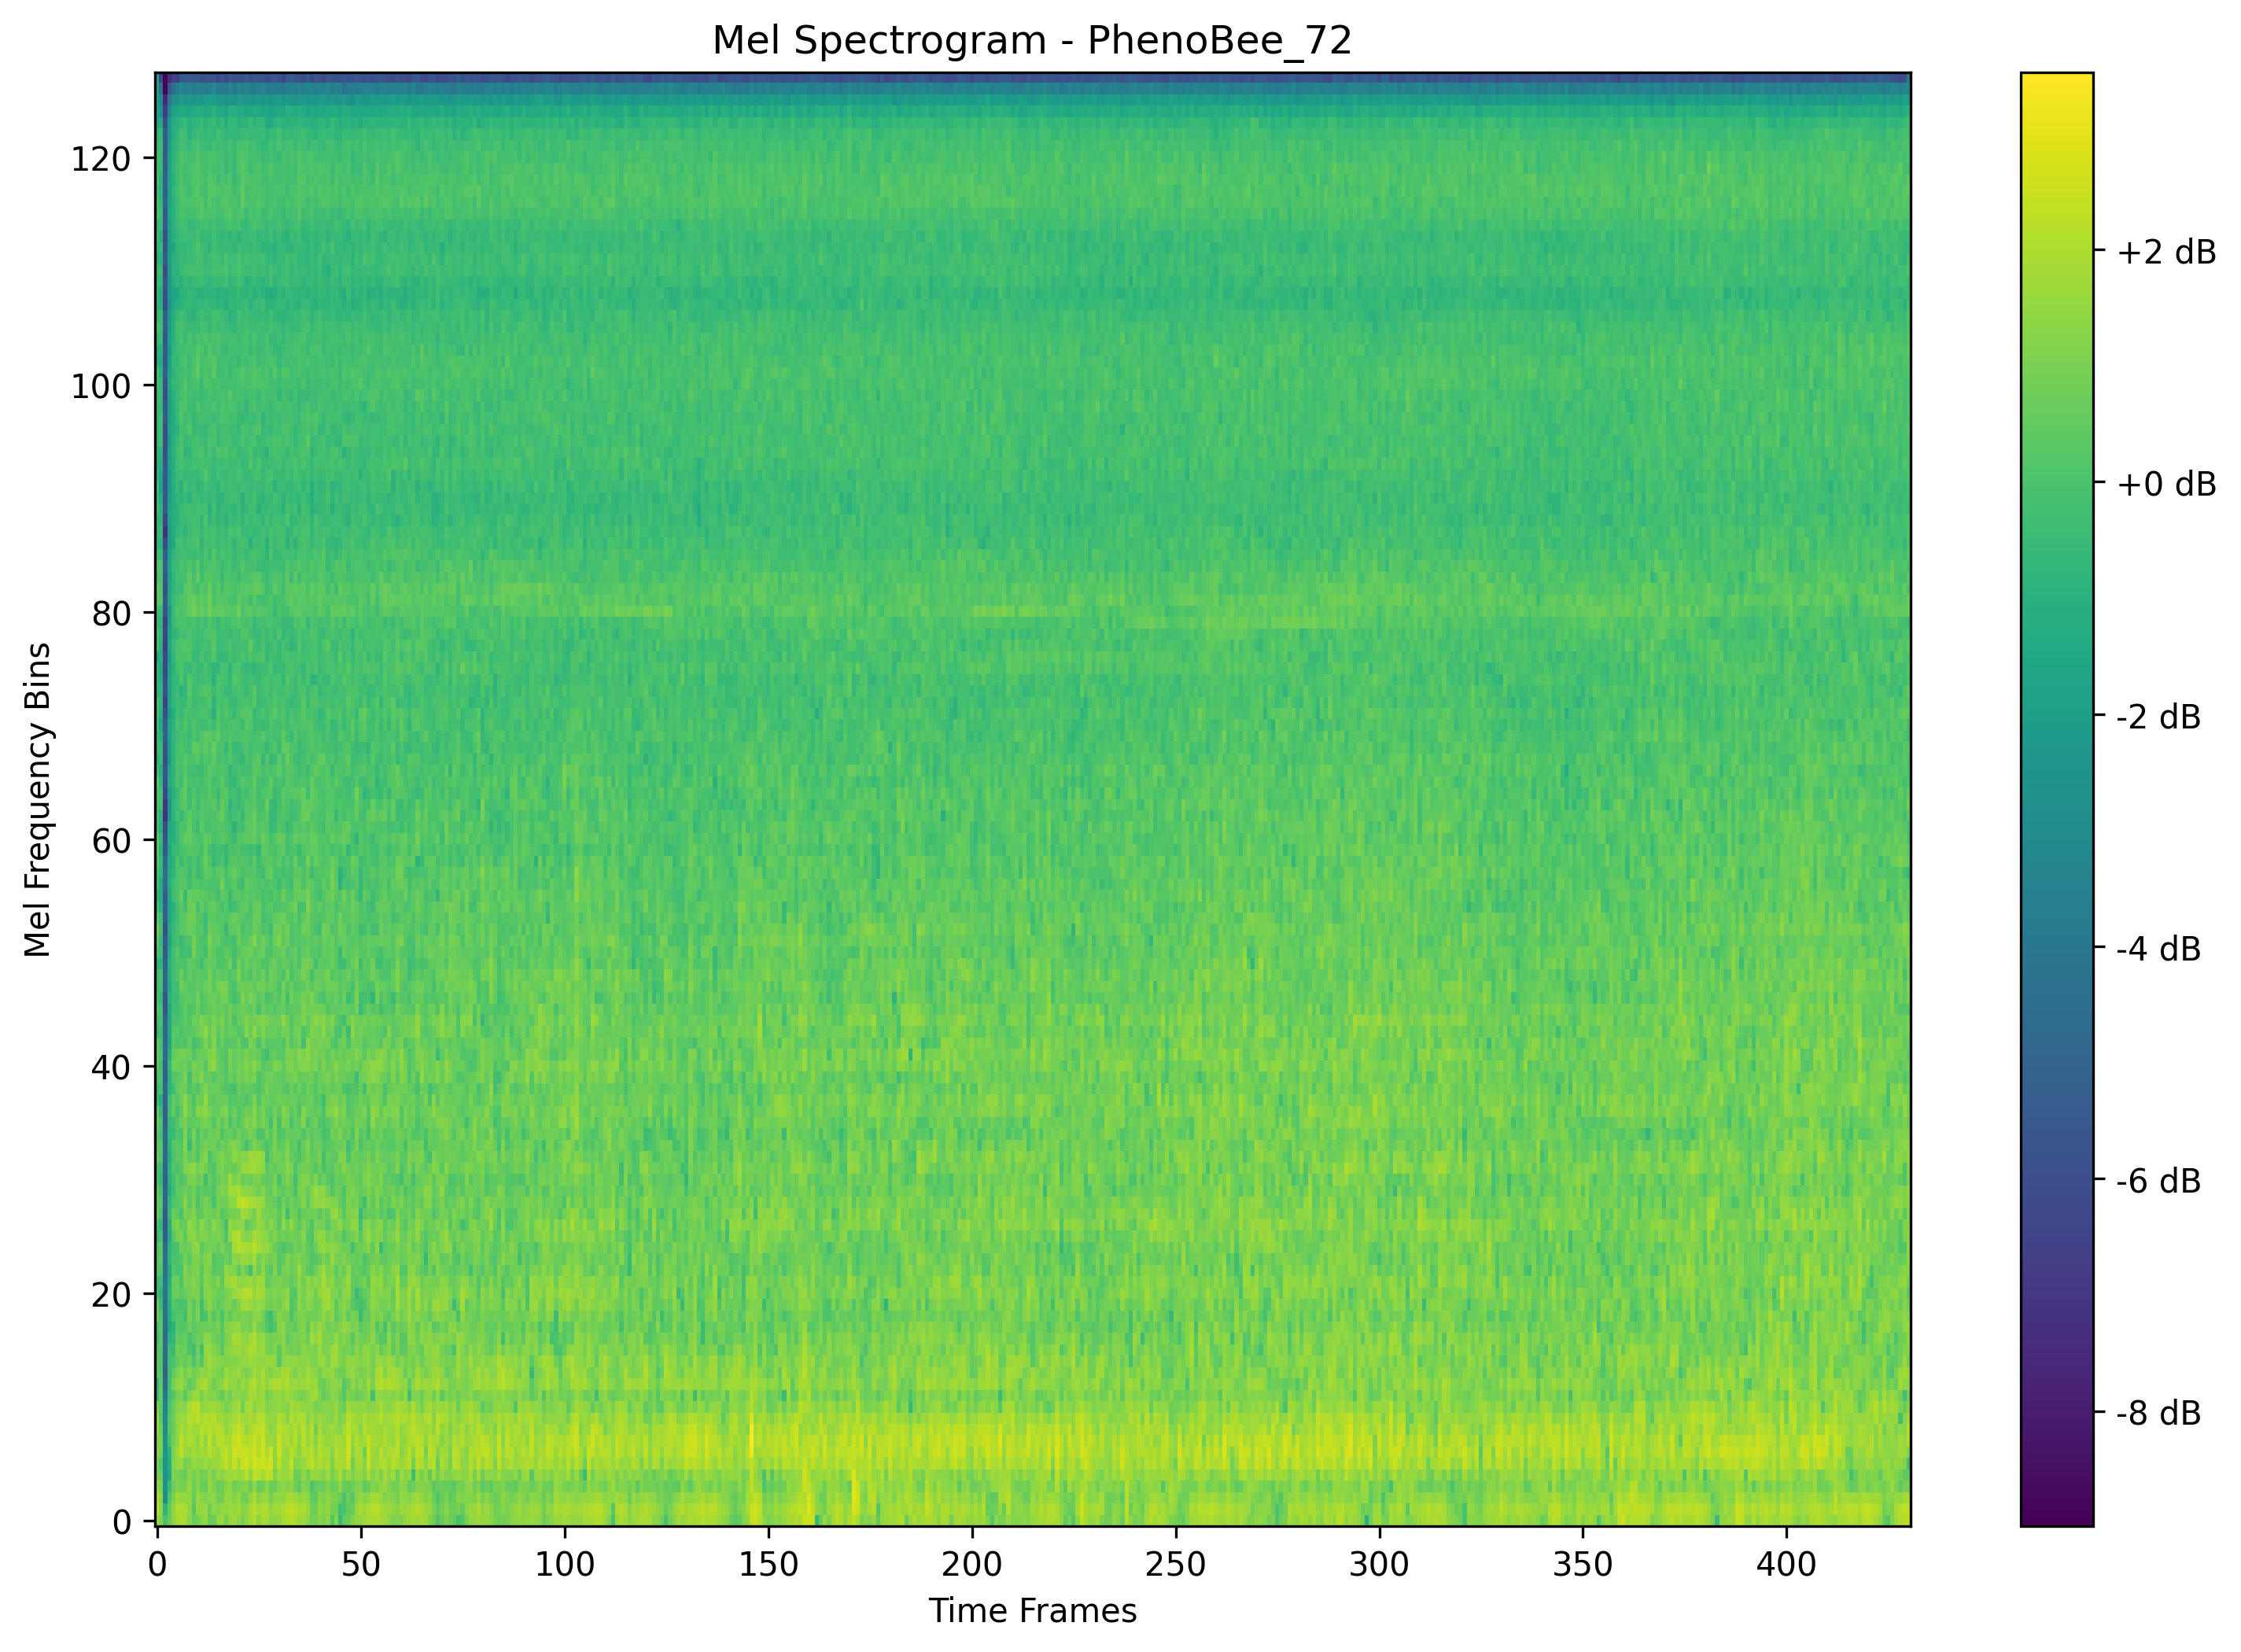 Mel Spectrogram - PhenoBee_72
Mel Frequency Bins
120
100
80
60
40
20
0
0 50 100 150 200 250 300 350 400
Time Frames
+2 dB
+0 dB
-2 dB
-4 dB
-6 dB
-8 dB